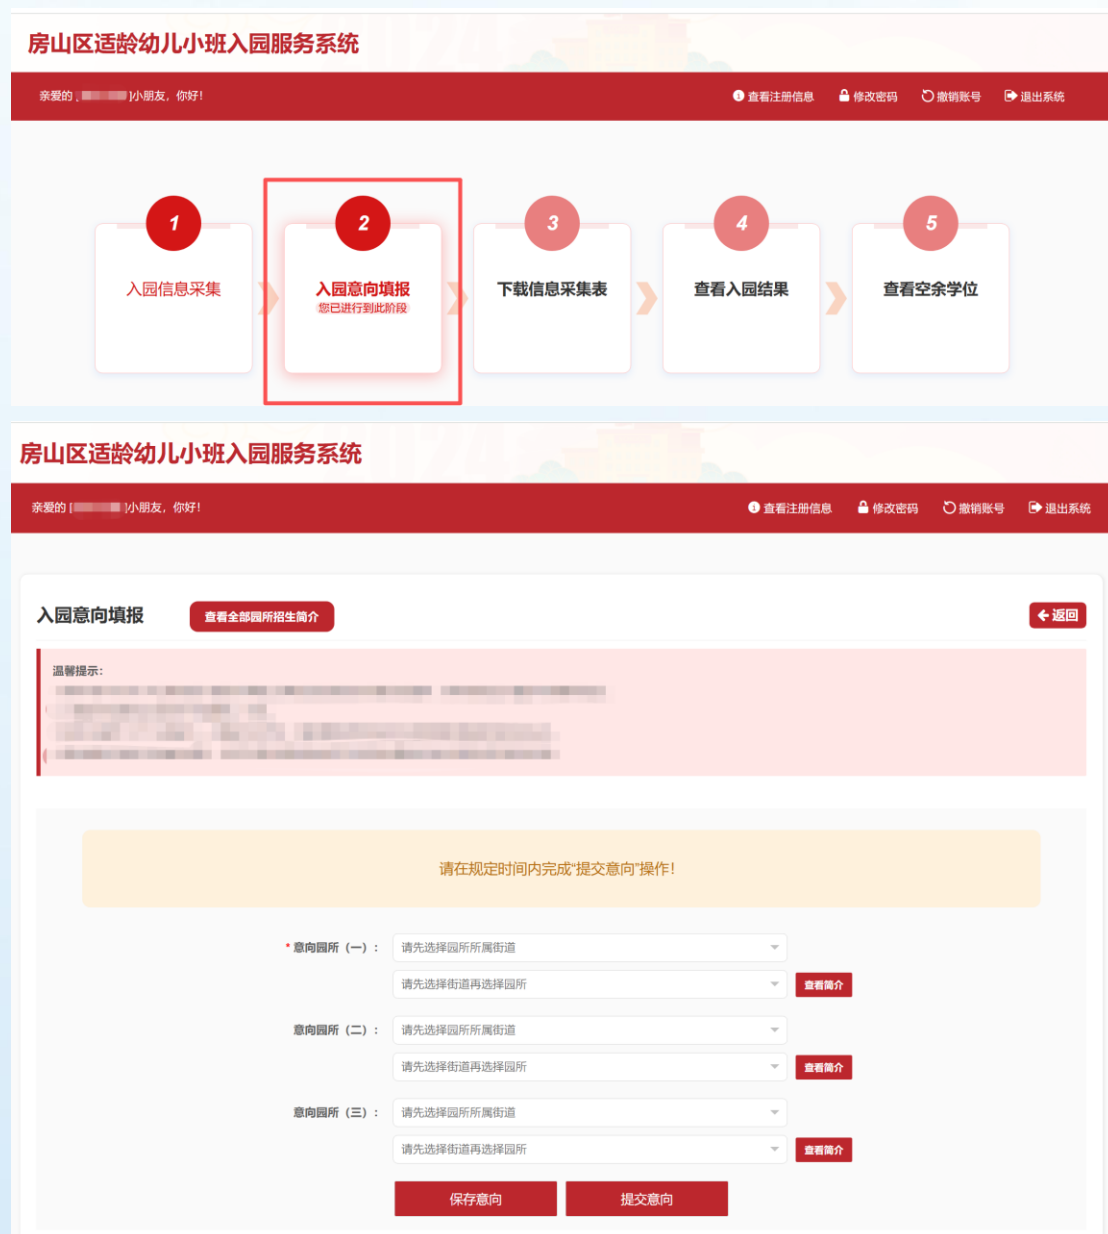 房山区适龄幼儿小班入园服务系统
亲爱的 [ ]小朋友，你好！ 查看注册信息 修改密码 撤销账号 退出系统
1 2 3 4 5
入园信息采集 入园意向填报 下载信息采集表 查看入园结果 查看空余学位
您已进行到此阶段
房山区适龄幼儿小班入园服务系统
亲爱的 [ ]小朋友，你好！ 查看注册信息 修改密码 撤销账号 退出系统
入园意向填报 查看全部园所招生简介 返回
温馨提示：
请在规定时间内完成“提交意向”操作！
* 意向园所（一）： 请先选择园所所属街道
请先选择街道再选择园所 查看简介
意向园所（二）： 请先选择园所所属街道
请先选择街道再选择园所 查看简介
意向园所（三）： 请先选择园所所属街道
请先选择街道再选择园所 查看简介
保存意向 提交意向